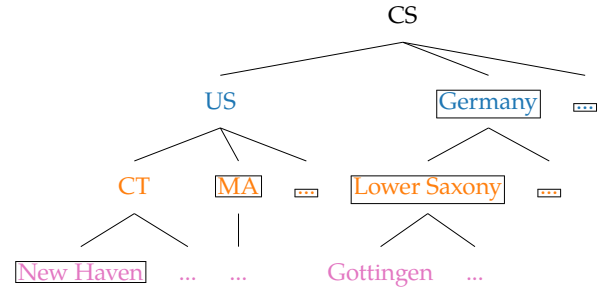 CS
US Germany ...
CT MA ... Lower Saxony ...
New Haven ... ... Gottingen ...